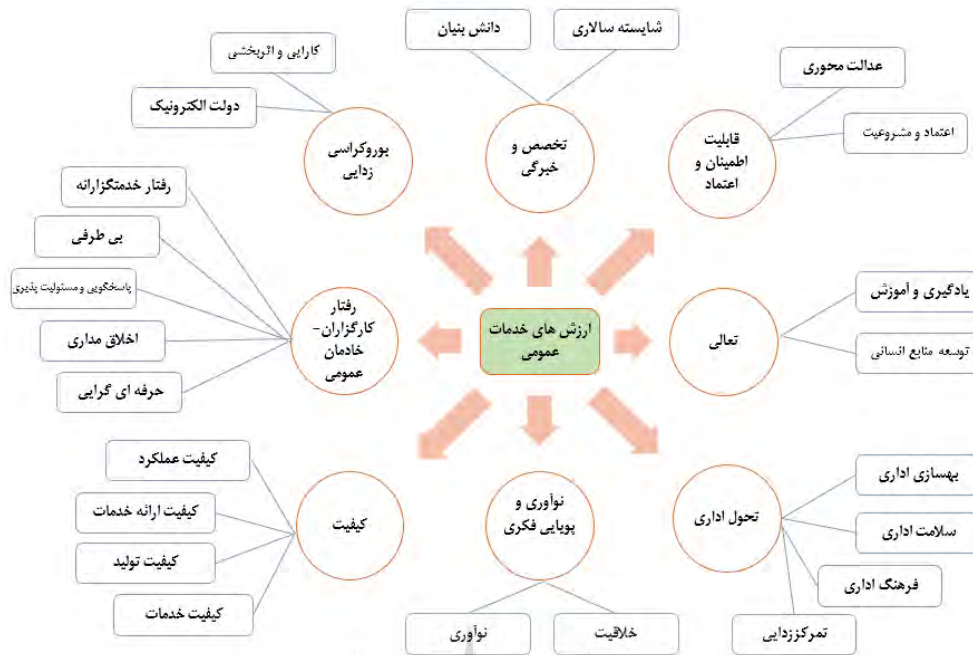 شایسته سالاری
دانش بنیان
کارایی و اثربخشی
دولت الکترونیک
عدالت محوری
اعتماد و مشروعیت
قابلیت
اطمینان و
اعتماد
تخصص و
خبرگی
بوروکراسی
زدایی
رفتار خدمتگزارانه
بی طرفی
پاسخگویی و مسئولیت پذیری
اخلاق مداری
حرفه ای گرایی
رفتار
کارگزاران-
خادمان
عمومی
ارزش های خدمات
عمومی
تعالی
یادگیری و آموزش
توسعه منابع انسانی
بهسازی اداری
سلامت اداری
فرهنگ اداری
تمرکززدایی
تحول اداری
نوآوری و
پویایی فکری
خلاقیت
نوآوری
کیفیت
کیفیت عملکرد
کیفیت ارائه خدمات
کیفیت تولید
کیفیت خدمات